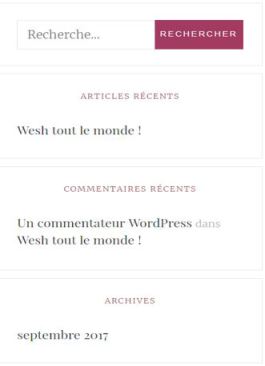 Recherche... RECHERCHER
ARTICLES RÉCENTS
Wesh tout le monde !
COMMENTAIRES RÉCENTS
Un commentateur WordPress dans
Wesh tout le monde !
ARCHIVES
septembre 2017